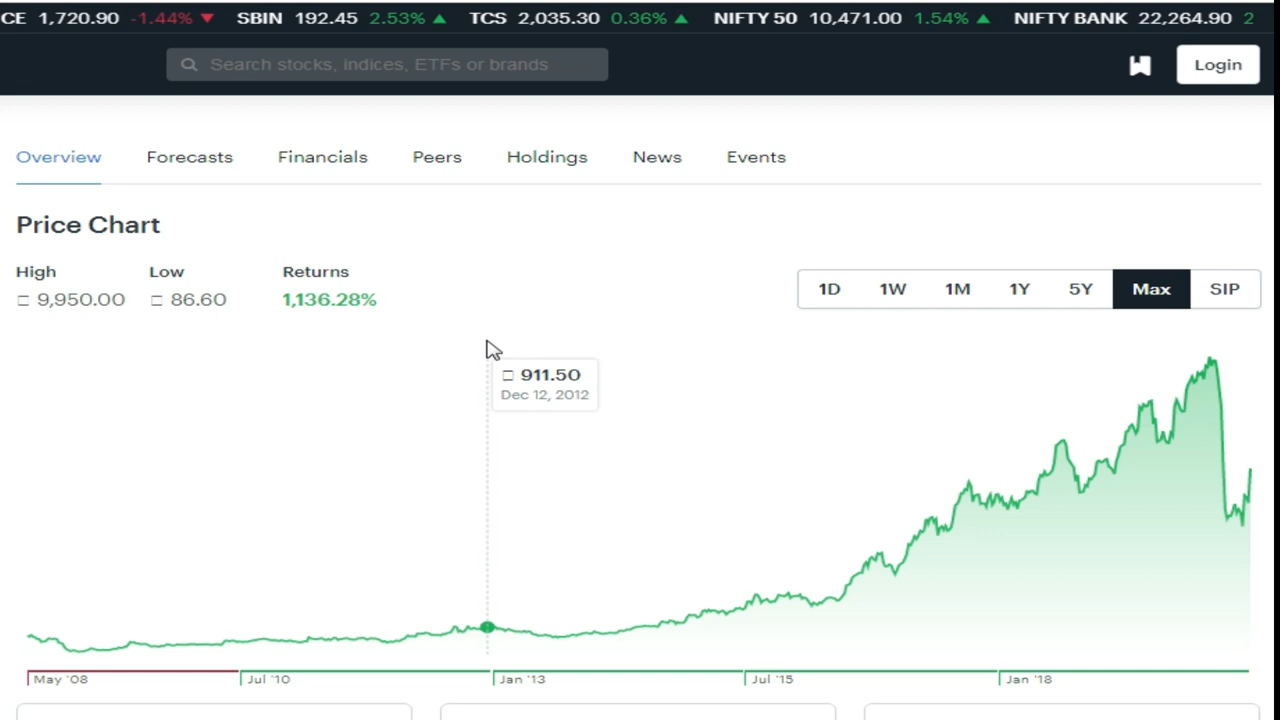 CE 1,720.90 -1.44% ▼ SBIN 192.45 2.53% ▲ TCS 2,035.30 0.36% ▲ NIFTY 50 10,471.00 1.54% ▲ NIFTY BANK 22,264.90 2
Search stocks, indices, ETFs or brands
Login
Overview Forecasts Financials Peers Holdings News Events
Price Chart
High Low Returns
□ 9,950.00 □ 86.60 1,136.28%
1D 1W 1M 1Y 5Y Max SIP
□ 911.50
Dec 12, 2012
May '08 Jul '10 Jan '13 Jul '15 Jan '18